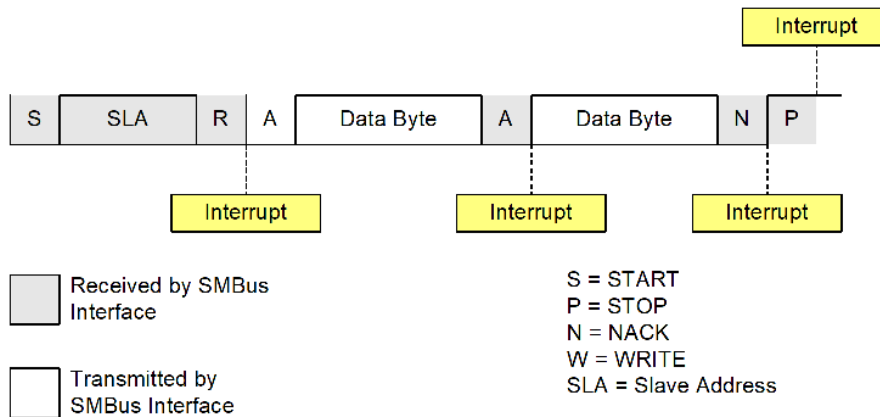 Interrupt
S SLA R A Data Byte A Data Byte N P
Interrupt Interrupt Interrupt
Received by SMBus
Interface
Transmitted by
SMBus Interface
S = START
P = STOP
N = NACK
W = WRITE
SLA = Slave Address